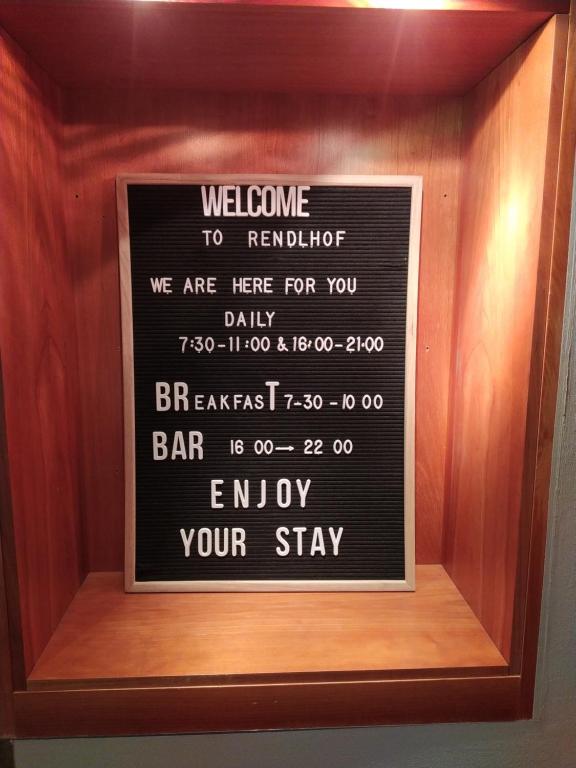 WELCOME
TO RENDLHOF
WE ARE HERE FOR YOU
DAILY
7:30-11:00 & 16:00-21:00
BREAKFAST 7-30 - 10 00
BAR 16 00→ 22 00
ENJOY
YOUR STAY